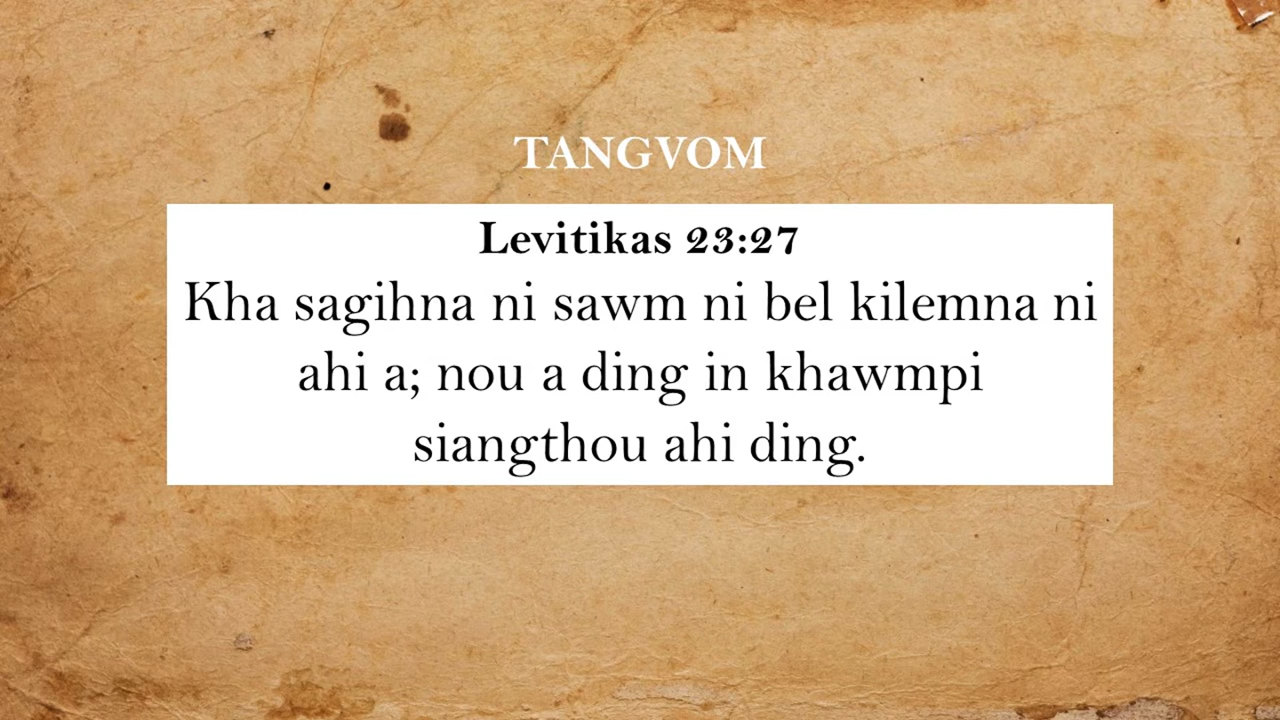 TANGVOM
Levitikas 23:27
Kha sagihna ni sawm ni bel kilemna ni
ahi a; nou a ding in khawmpi
siangthou ahi ding.